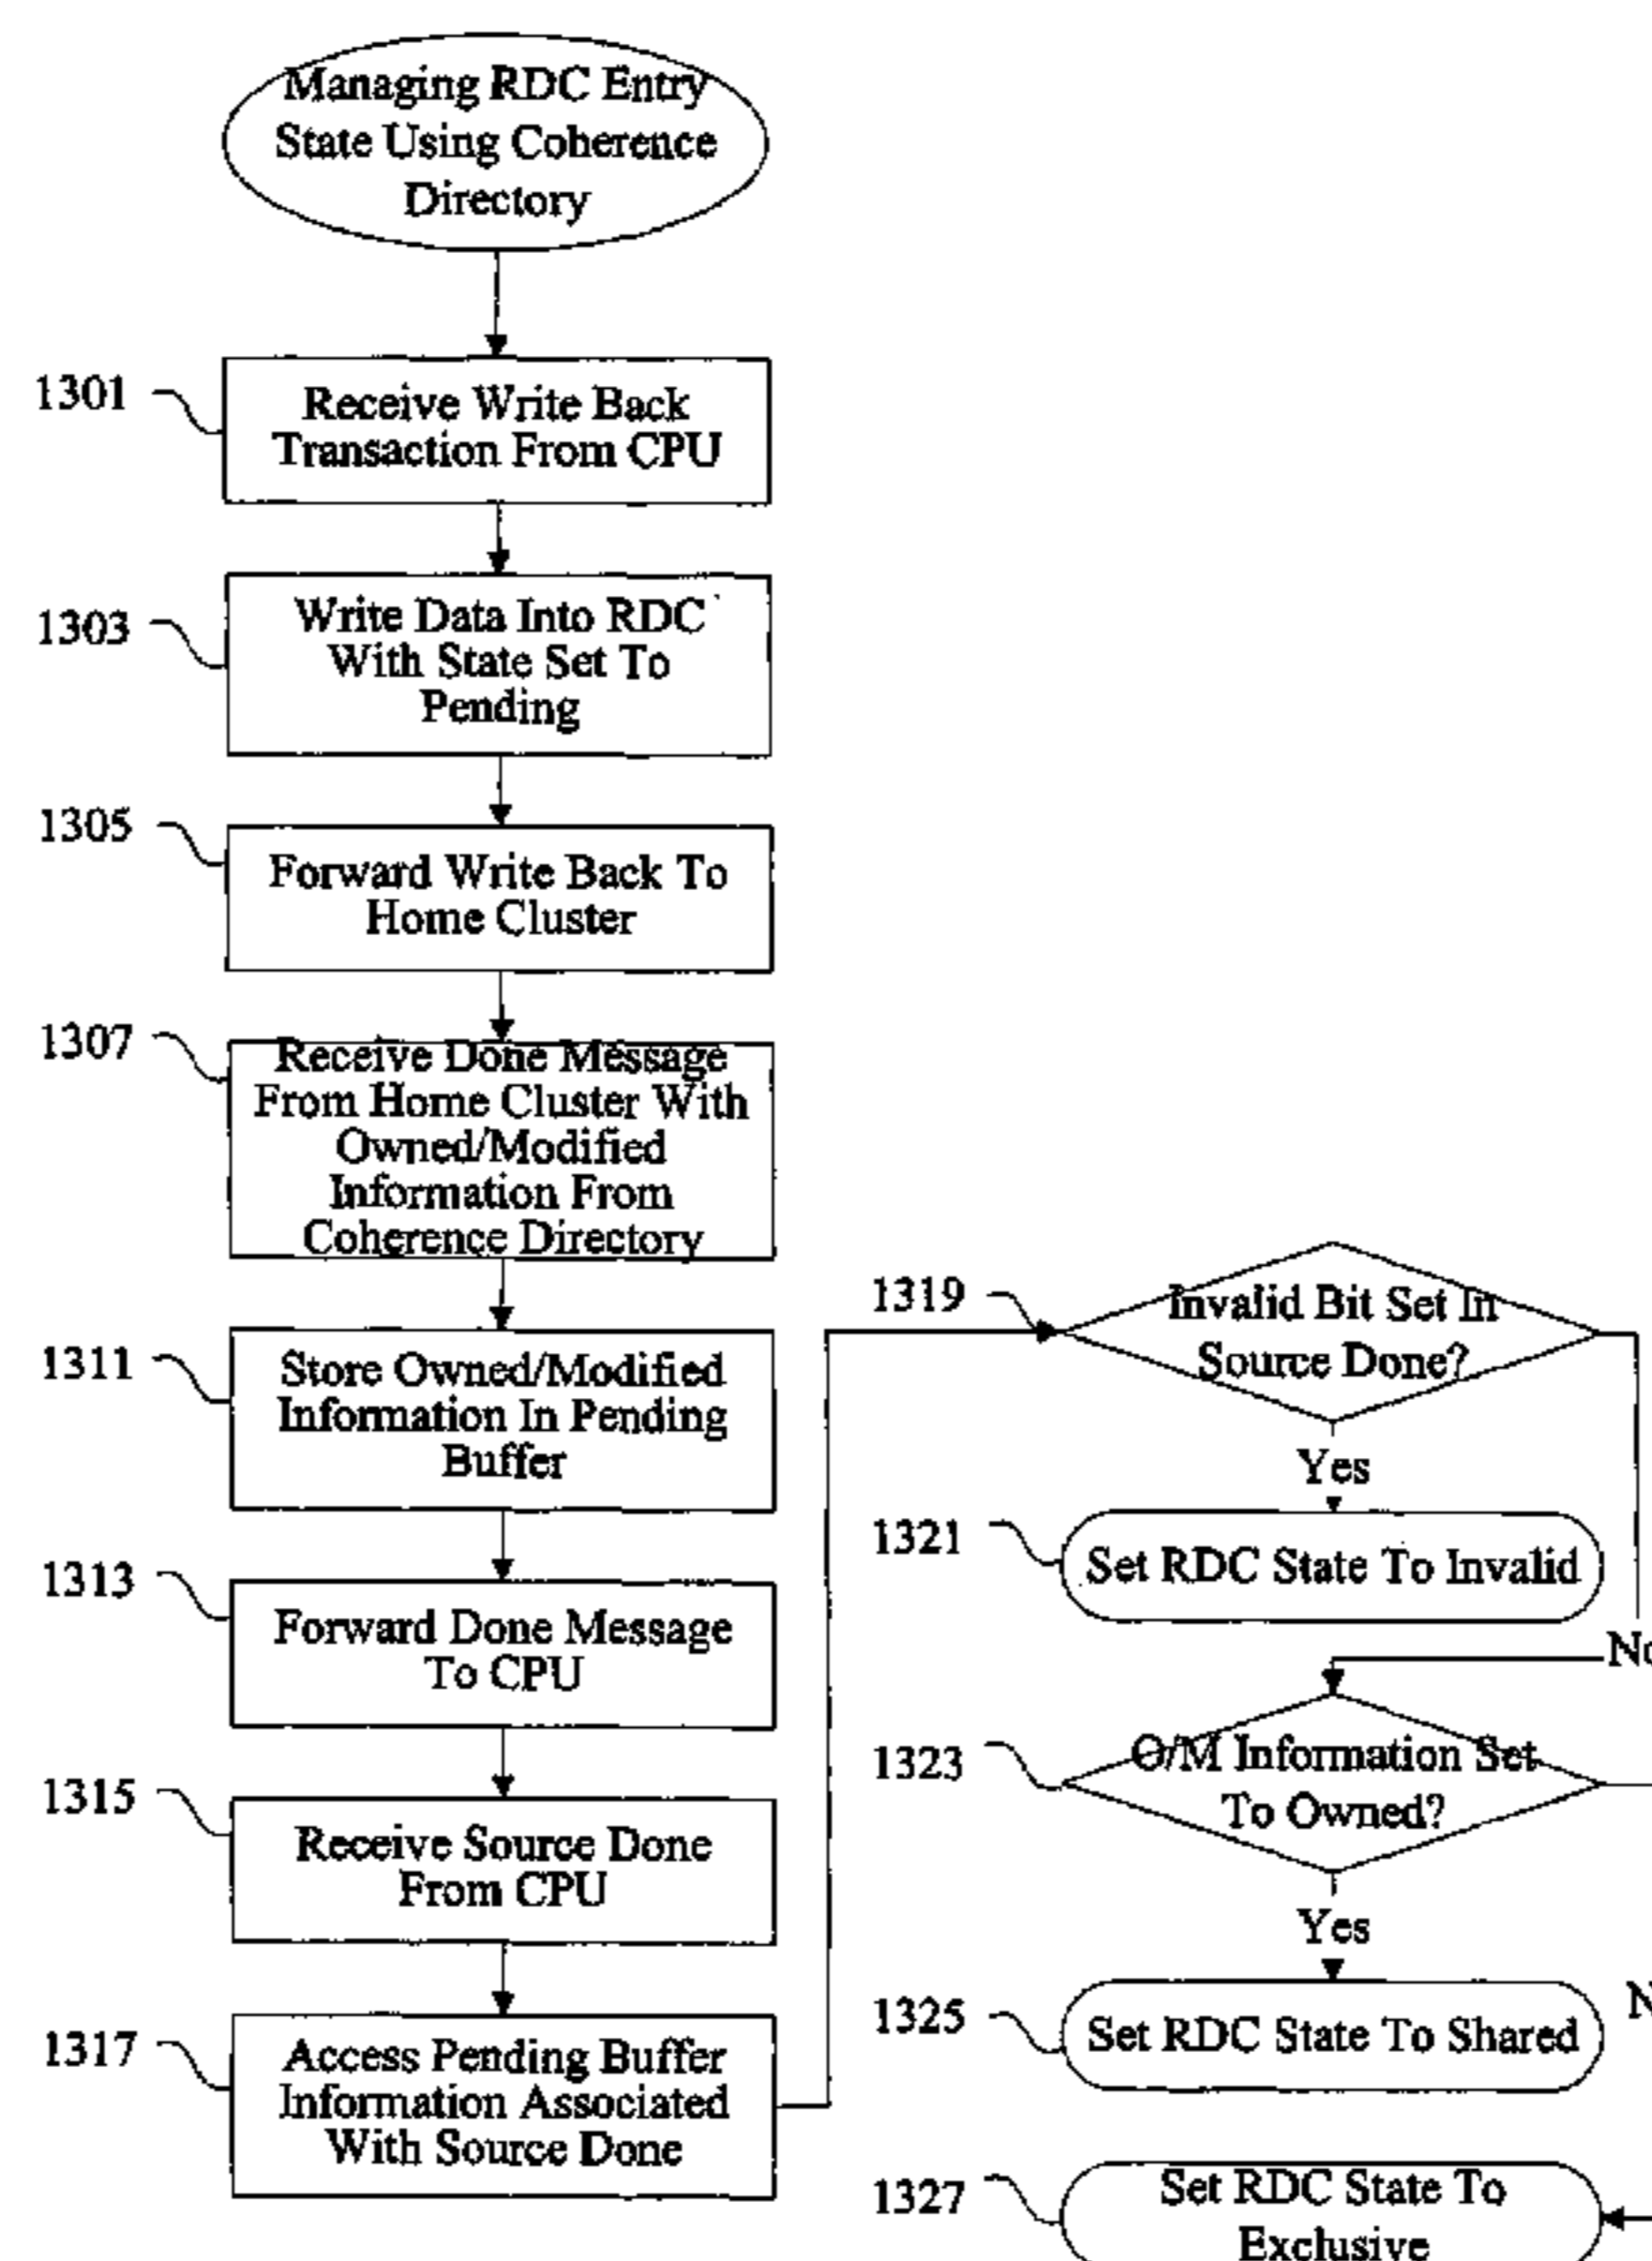 Managing RDC Entry
State Using Coherence
Directory
1301
Receive Write Back
Transaction From CPU
1303
Write Data Into RDC
With State Set To
Pending
1305
Forward Write Back To
Home Cluster
1307
Receive Done Message
From Home Cluster With
Owned/Modified
Information From
Coherence Directory
1311
Store Owned/Modified
Information In Pending
Buffer
1313
Forward Done Message
To CPU
1315
Receive Source Done
From CPU
1317
Access Pending Buffer
Information Associated
With Source Done
1319
Invalid Bit Set In
Source Done?
Yes
1321
Set RDC State To Invalid
No
1323
O/M Information Set
To Owned?
Yes
1325
Set RDC State To Shared
1327
Set RDC State To
Exclusive